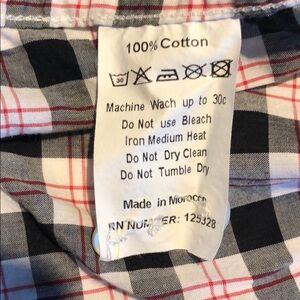 100% Cotton
30
Machine Wach up to 30c
Do Not use Bleach
Iron Medium Heat
Do Not Dry Clean
Do Not Tumble Dry
Made in Morocco
RN NUMBER: 125328